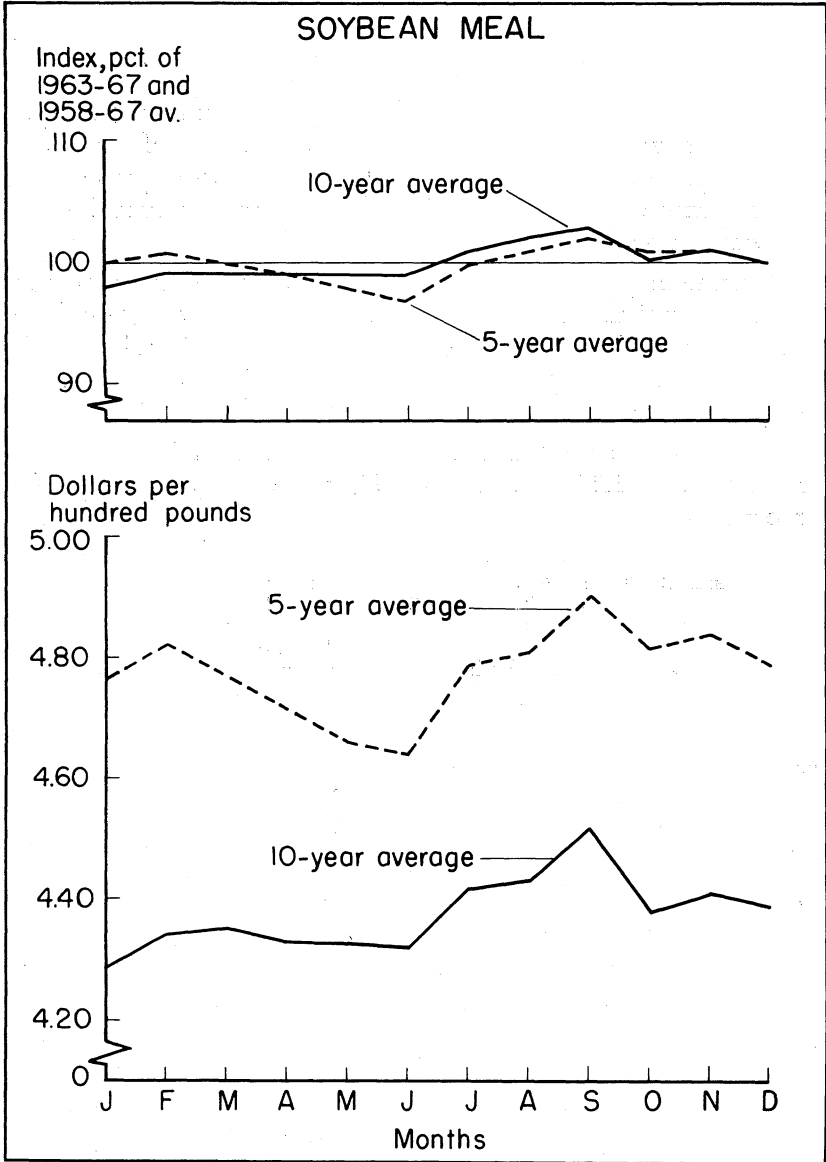 SOYBEAN MEAL
Index, pct. of
1963-67 and
1958-67 av.
110
10-year average
100
5-year average
90
Dollars per
hundred pounds
5.00
5-year average
4.80
4.60
10-year average
4.40
4.20
0
J F M A M J J A S O N D
Months